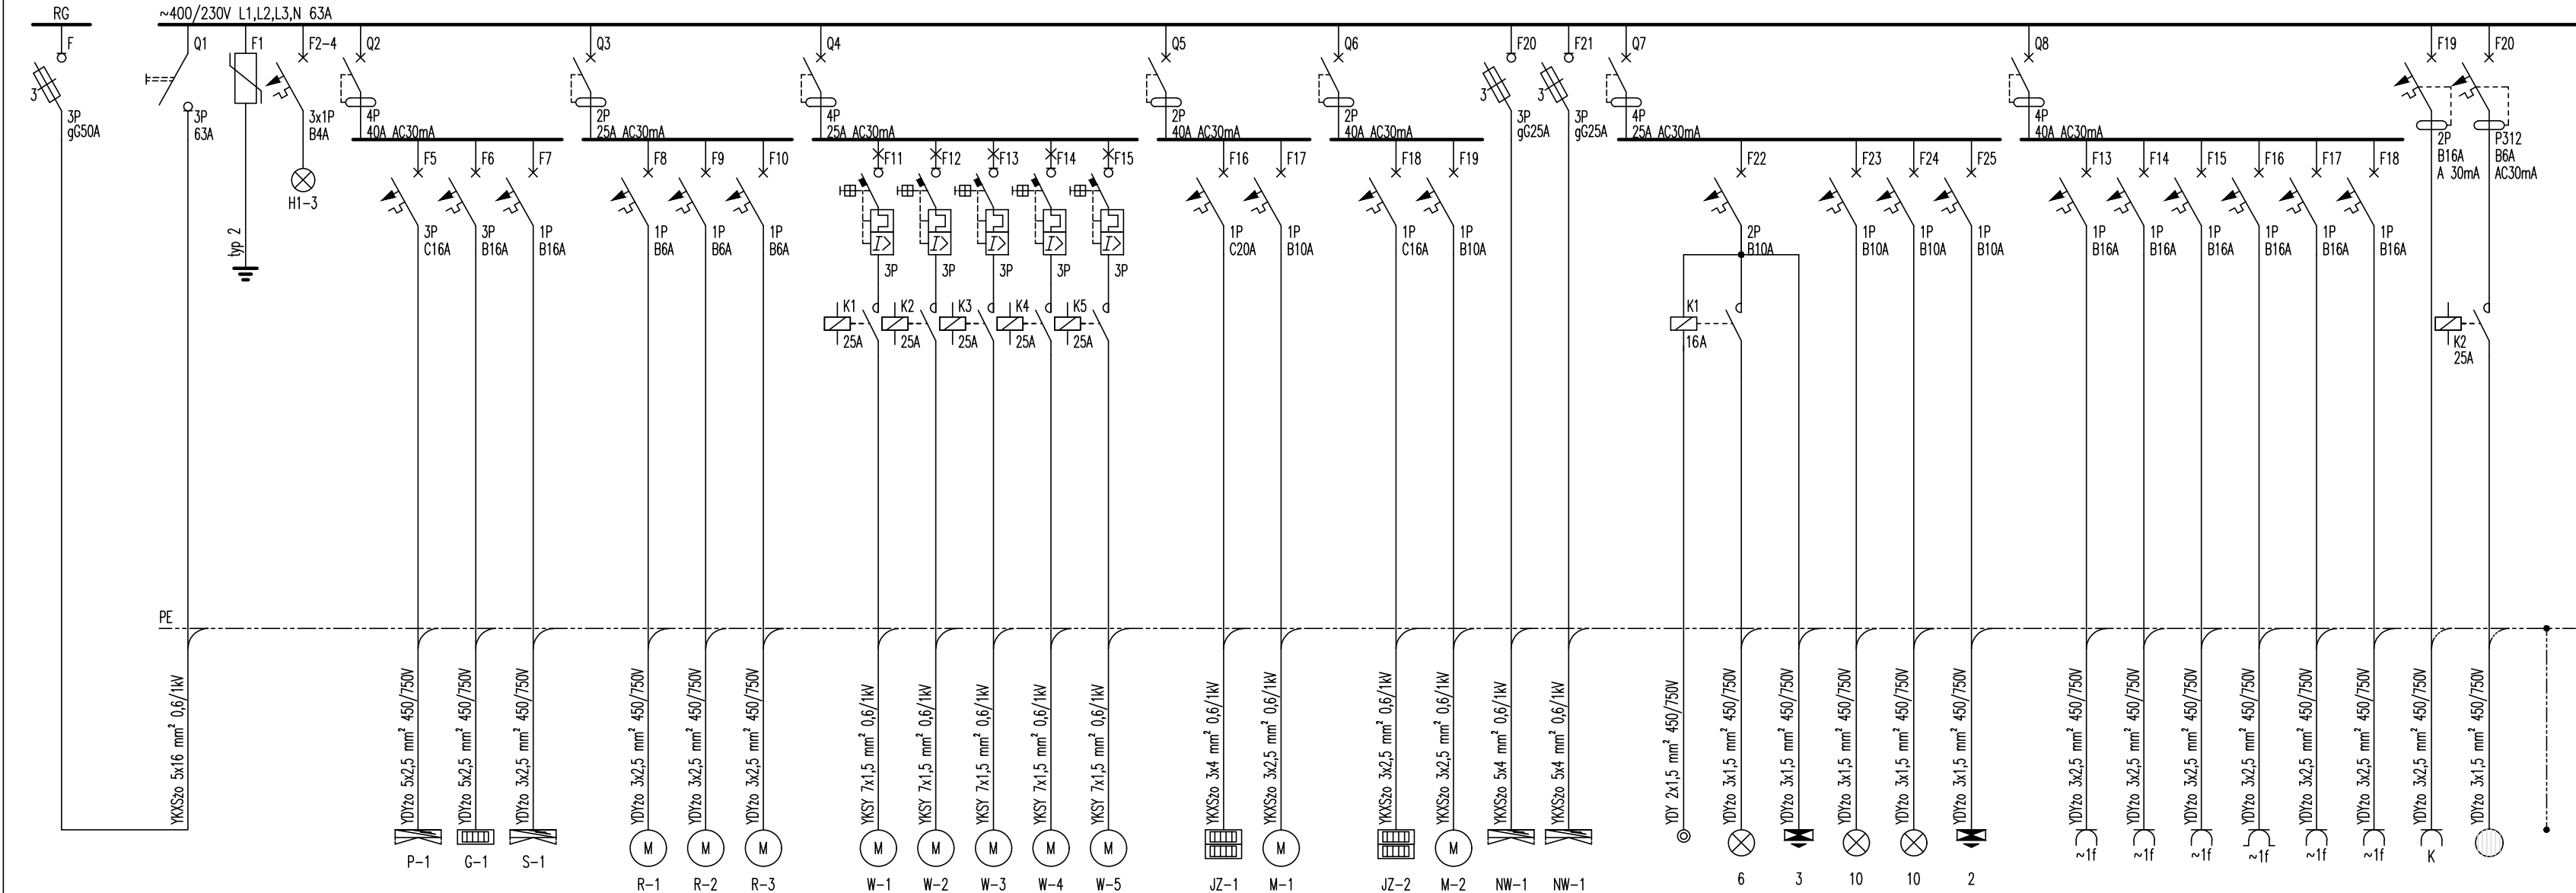 RG
~400/230V L1,L2,L3,N 63A
F
Q1
F1
F2-4
Q2
Q3
Q4
Q5
Q6
F20
F21
Q7
Q8
F19
F20
3
3P
gG50A
3P
63A
3x1P
B4A
4P
40A AC30mA
2P
25A AC30mA
4P
25A AC30mA
2P
40A AC30mA
2P
40A AC30mA
3
3P
gG25A
3
3P
gG25A
4P
25A AC30mA
4P
40A AC30mA
2P
B16A
A 30mA
P312
B6A
AC30mA
H1-3
typ 2
F5
F6
F7
F8
F9
F10
F11
F12
F13
F14
F15
F16
F17
F18
F19
F22
F23
F24
F25
F13
F14
F15
F16
F17
F18
3P
C16A
3P
B16A
1P
B16A
1P
B6A
1P
B6A
1P
B6A
I>
I>
I>
I>
I>
3P
3P
3P
3P
3P
1P
C20A
1P
B10A
1P
C16A
1P
B10A
2P
B10A
1P
B10A
1P
B10A
1P
B10A
1P
B16A
1P
B16A
1P
B16A
1P
B16A
1P
B16A
1P
B16A
K1
25A
K2
25A
K3
25A
K4
25A
K5
25A
K1
16A
K2
25A
PE
YKXSżo 5x16 mm² 0,6/1kV
YDYżo 5x2,5 mm² 450/750V
YDYżo 5x2,5 mm² 450/750V
YDYżo 3x2,5 mm² 450/750V
YDYżo 3x2,5 mm² 450/750V
YDYżo 3x2,5 mm² 450/750V
YDYżo 3x2,5 mm² 450/750V
YKSY 7x1,5 mm² 0,6/1kV
YKSY 7x1,5 mm² 0,6/1kV
YKSY 7x1,5 mm² 0,6/1kV
YKSY 7x1,5 mm² 0,6/1kV
YKSY 7x1,5 mm² 0,6/1kV
YKXSżo 3x4 mm² 0,6/1kV
YKXSżo 3x2,5 mm² 0,6/1kV
YKXSżo 3x2,5 mm² 0,6/1kV
YKXSżo 3x2,5 mm² 0,6/1kV
YKXSżo 5x4 mm² 0,6/1kV
YKXSżo 5x4 mm² 0,6/1kV
YDY 2x1,5 mm² 450/750V
YDYżo 3x1,5 mm² 450/750V
YDYżo 3x1,5 mm² 450/750V
YDYżo 3x1,5 mm² 450/750V
YDYżo 3x1,5 mm² 450/750V
YDYżo 3x1,5 mm² 450/750V
YDYżo 3x2,5 mm² 450/750V
YDYżo 3x2,5 mm² 450/750V
YDYżo 3x2,5 mm² 450/750V
YDYżo 3x2,5 mm² 450/750V
YDYżo 3x2,5 mm² 450/750V
YDYżo 3x2,5 mm² 450/750V
YDYżo 3x2,5 mm² 450/750V
YDYżo 3x1,5 mm² 450/750V
P-1
G-1
S-1
M
R-1
M
R-2
M
R-3
M
W-1
M
W-2
M
W-3
M
W-4
M
W-5
JZ-1
M
M-1
JZ-2
M
M-2
NW-1
NW-1
6
3
10
10
2
~1f
~1f
~1f
~1f
~1f
~1f
K